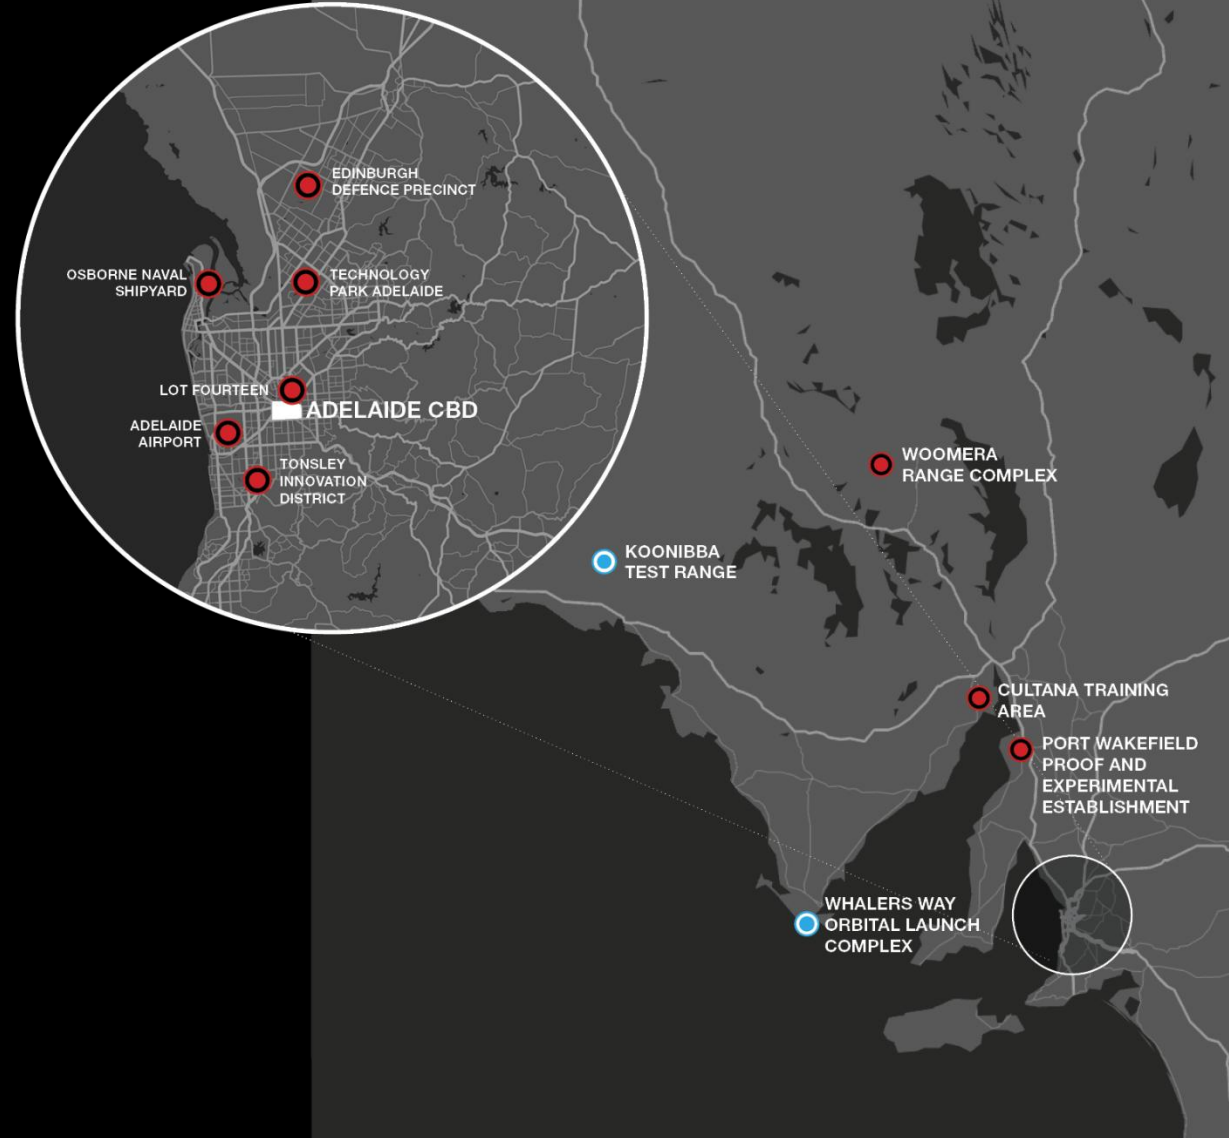 EDINBURGH
DEFENCE PRECINCT
OSBORNE NAVAL
SHIPYARD
TECHNOLOGY
PARK ADELAIDE
LOT FOURTEEN
ADELAIDE CBD
ADELAIDE
AIRPORT
TONSLEY
INNOVATION
DISTRICT
WOOMERA
RANGE COMPLEX
KOONIBBA
TEST RANGE
CULTANA TRAINING
AREA
PORT WAKEFIELD
PROOF AND
EXPERIMENTAL
ESTABLISHMENT
WHALERS WAY
ORBITAL LAUNCH
COMPLEX